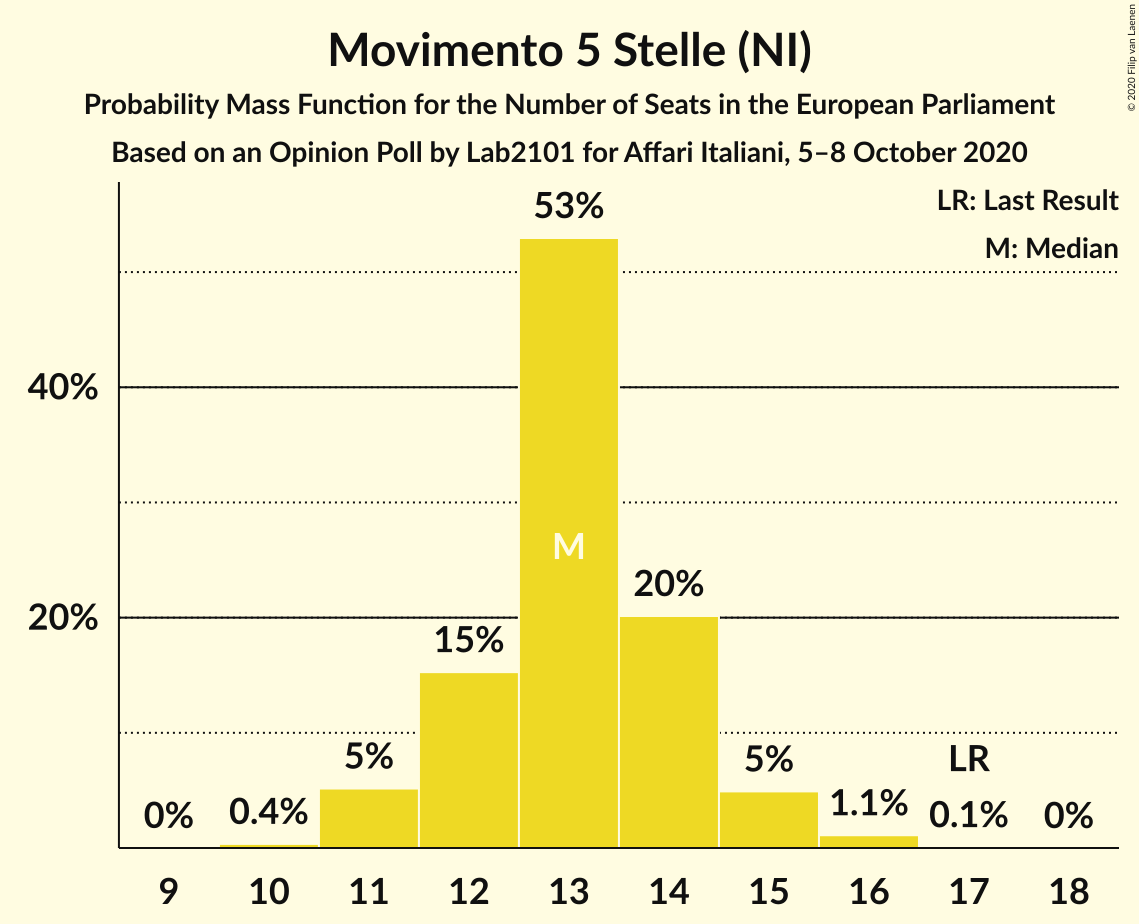 Movimento 5 Stelle (NI)
Probability Mass Function for the Number of Seats in the European Parliament
Based on an Opinion Poll by Lab2101 for Affari Italiani, 5–8 October 2020
© 2020 Filip van Laenen
LR: Last Result
M: Median
53%
40%
M
20%
20%
15%
5%
5%
LR
0%
0.4%
1.1%
0.1%
0%
9 10 11 12 13 14 15 16 17 18